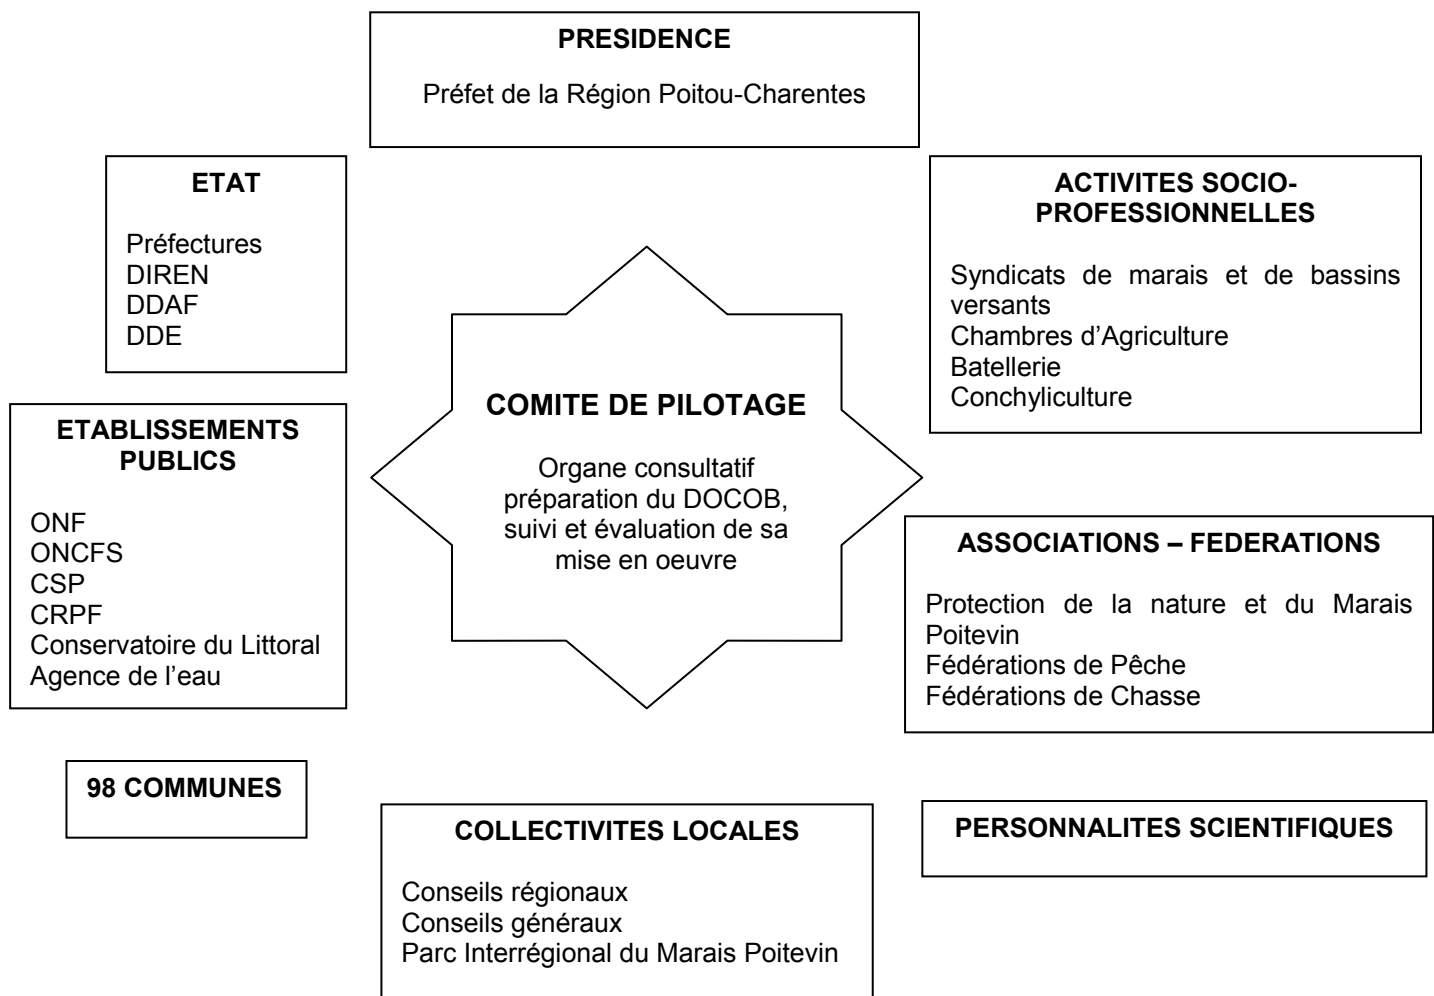 PRESIDENCE
Préfet de la Région Poitou-Charentes
ETAT
Préfectures
DIREN
DDAF
DDE
ACTIVITES SOCIO-
PROFESSIONNELLES
Syndicats de marais et de bassins
versants
Chambres d’Agriculture
Batellerie
Conchyliculture
COMITE DE PILOTAGE
Organe consultatif
préparation du DOCOB,
suivi et évaluation de sa
mise en oeuvre
ETABLISSEMENTS
PUBLICS
ONF
ONCFS
CSP
CRPF
Conservatoire du Littoral
Agence de l’eau
ASSOCIATIONS – FEDERATIONS
Protection de la nature et du Marais
Poitevin
Fédérations de Pêche
Fédérations de Chasse
98 COMMUNES
COLLECTIVITES LOCALES
Conseils régionaux
Conseils généraux
Parc Interrégional du Marais Poitevin
PERSONNALITES SCIENTIFIQUES